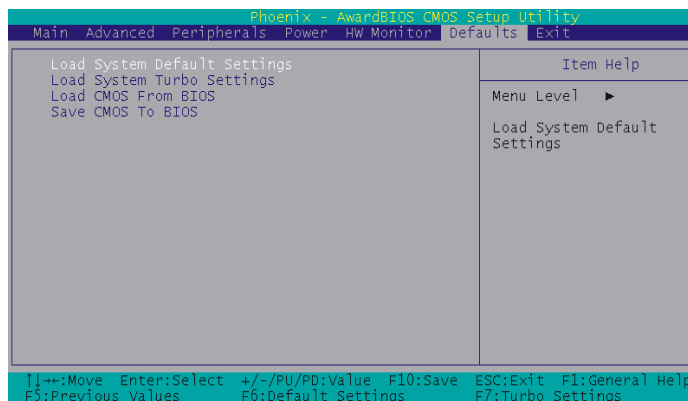 Phoenix - AwardBIOS CMOS Setup Utility
Main Advanced Peripherals Power HW Monitor Defaults Exit
Load System Default Settings
Load System Turbo Settings
Load CMOS From BIOS
Save CMOS To BIOS
Item Help
Menu Level ►
Load System Default
Settings
↑↓→←:Move Enter:Select +/-/PU/PD:Value F10:Save ESC:Exit F1:General Help
F5:Previous Values F6:Default Settings F7:Turbo Settings